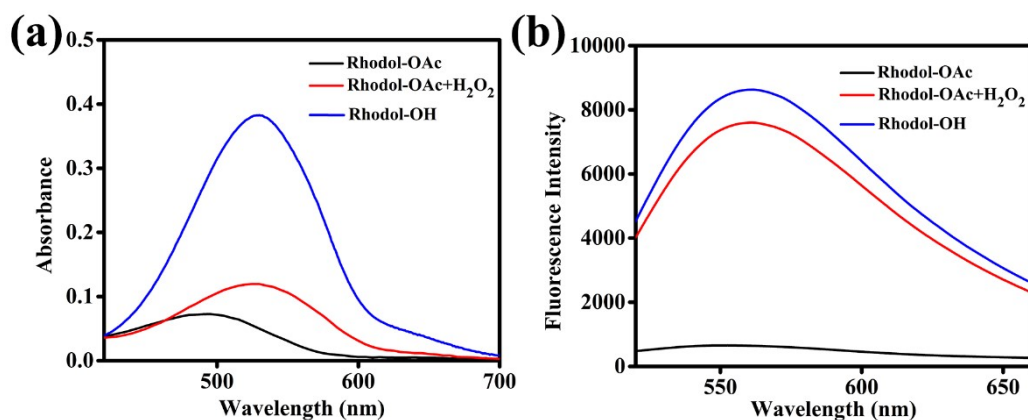 (a)
0.5
0.4
0.3
0.2
0.1
0.0
Absorbance
Rhodol-OAc
Rhodol-OAc+H₂O₂
Rhodol-OH
500
600
700
Wavelength (nm)
(b)
10000
8000
6000
4000
2000
0
Fluorescence Intensity
Rhodol-OAc
Rhodol-OAc+H₂O₂
Rhodol-OH
550
600
650
Wavelength (nm)